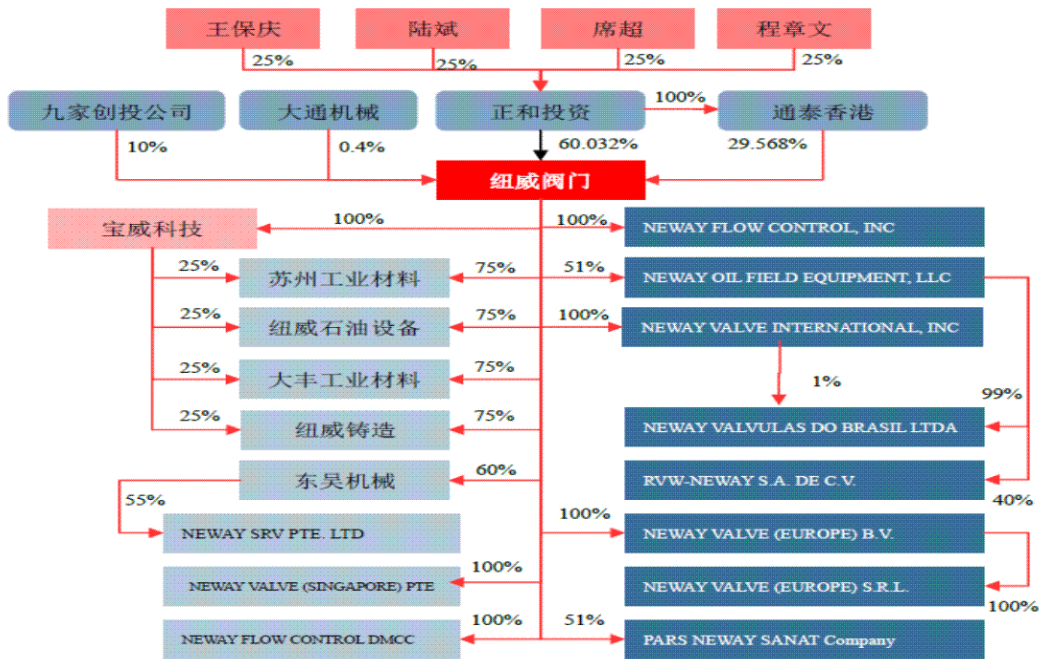 王保庆
陆斌
席超
程章文
25%
25%
25%
25%
九家创投公司
大通机械
正和投资
100%
通泰香港
10%
0.4%
60.032%
29.568%
纽威阀门
宝威科技
100%
100%
NEWAY FLOW CONTROL, INC
25%
苏州工业材料
75%
51%
NEWAY OIL FIELD EQUIPMENT, LLC
25%
纽威石油设备
75%
100%
NEWAY VALVE INTERNATIONAL, INC
25%
大丰工业材料
75%
1%
99%
25%
纽威铸造
75%
NEWAY VALVULAS DO BRASIL LTDA
东吴机械
60%
RVW-NEWAY S.A. DE C.V.
55%
40%
NEWAY SRV PTE. LTD
100%
NEWAY VALVE (EUROPE) B.V.
NEWAY VALVE (SINGAPORE) PTE
100%
NEWAY VALVE (EUROPE) S.R.L.
100%
NEWAY FLOW CONTROL DMCC
100%
51%
PARS NEWAY SANAT Company